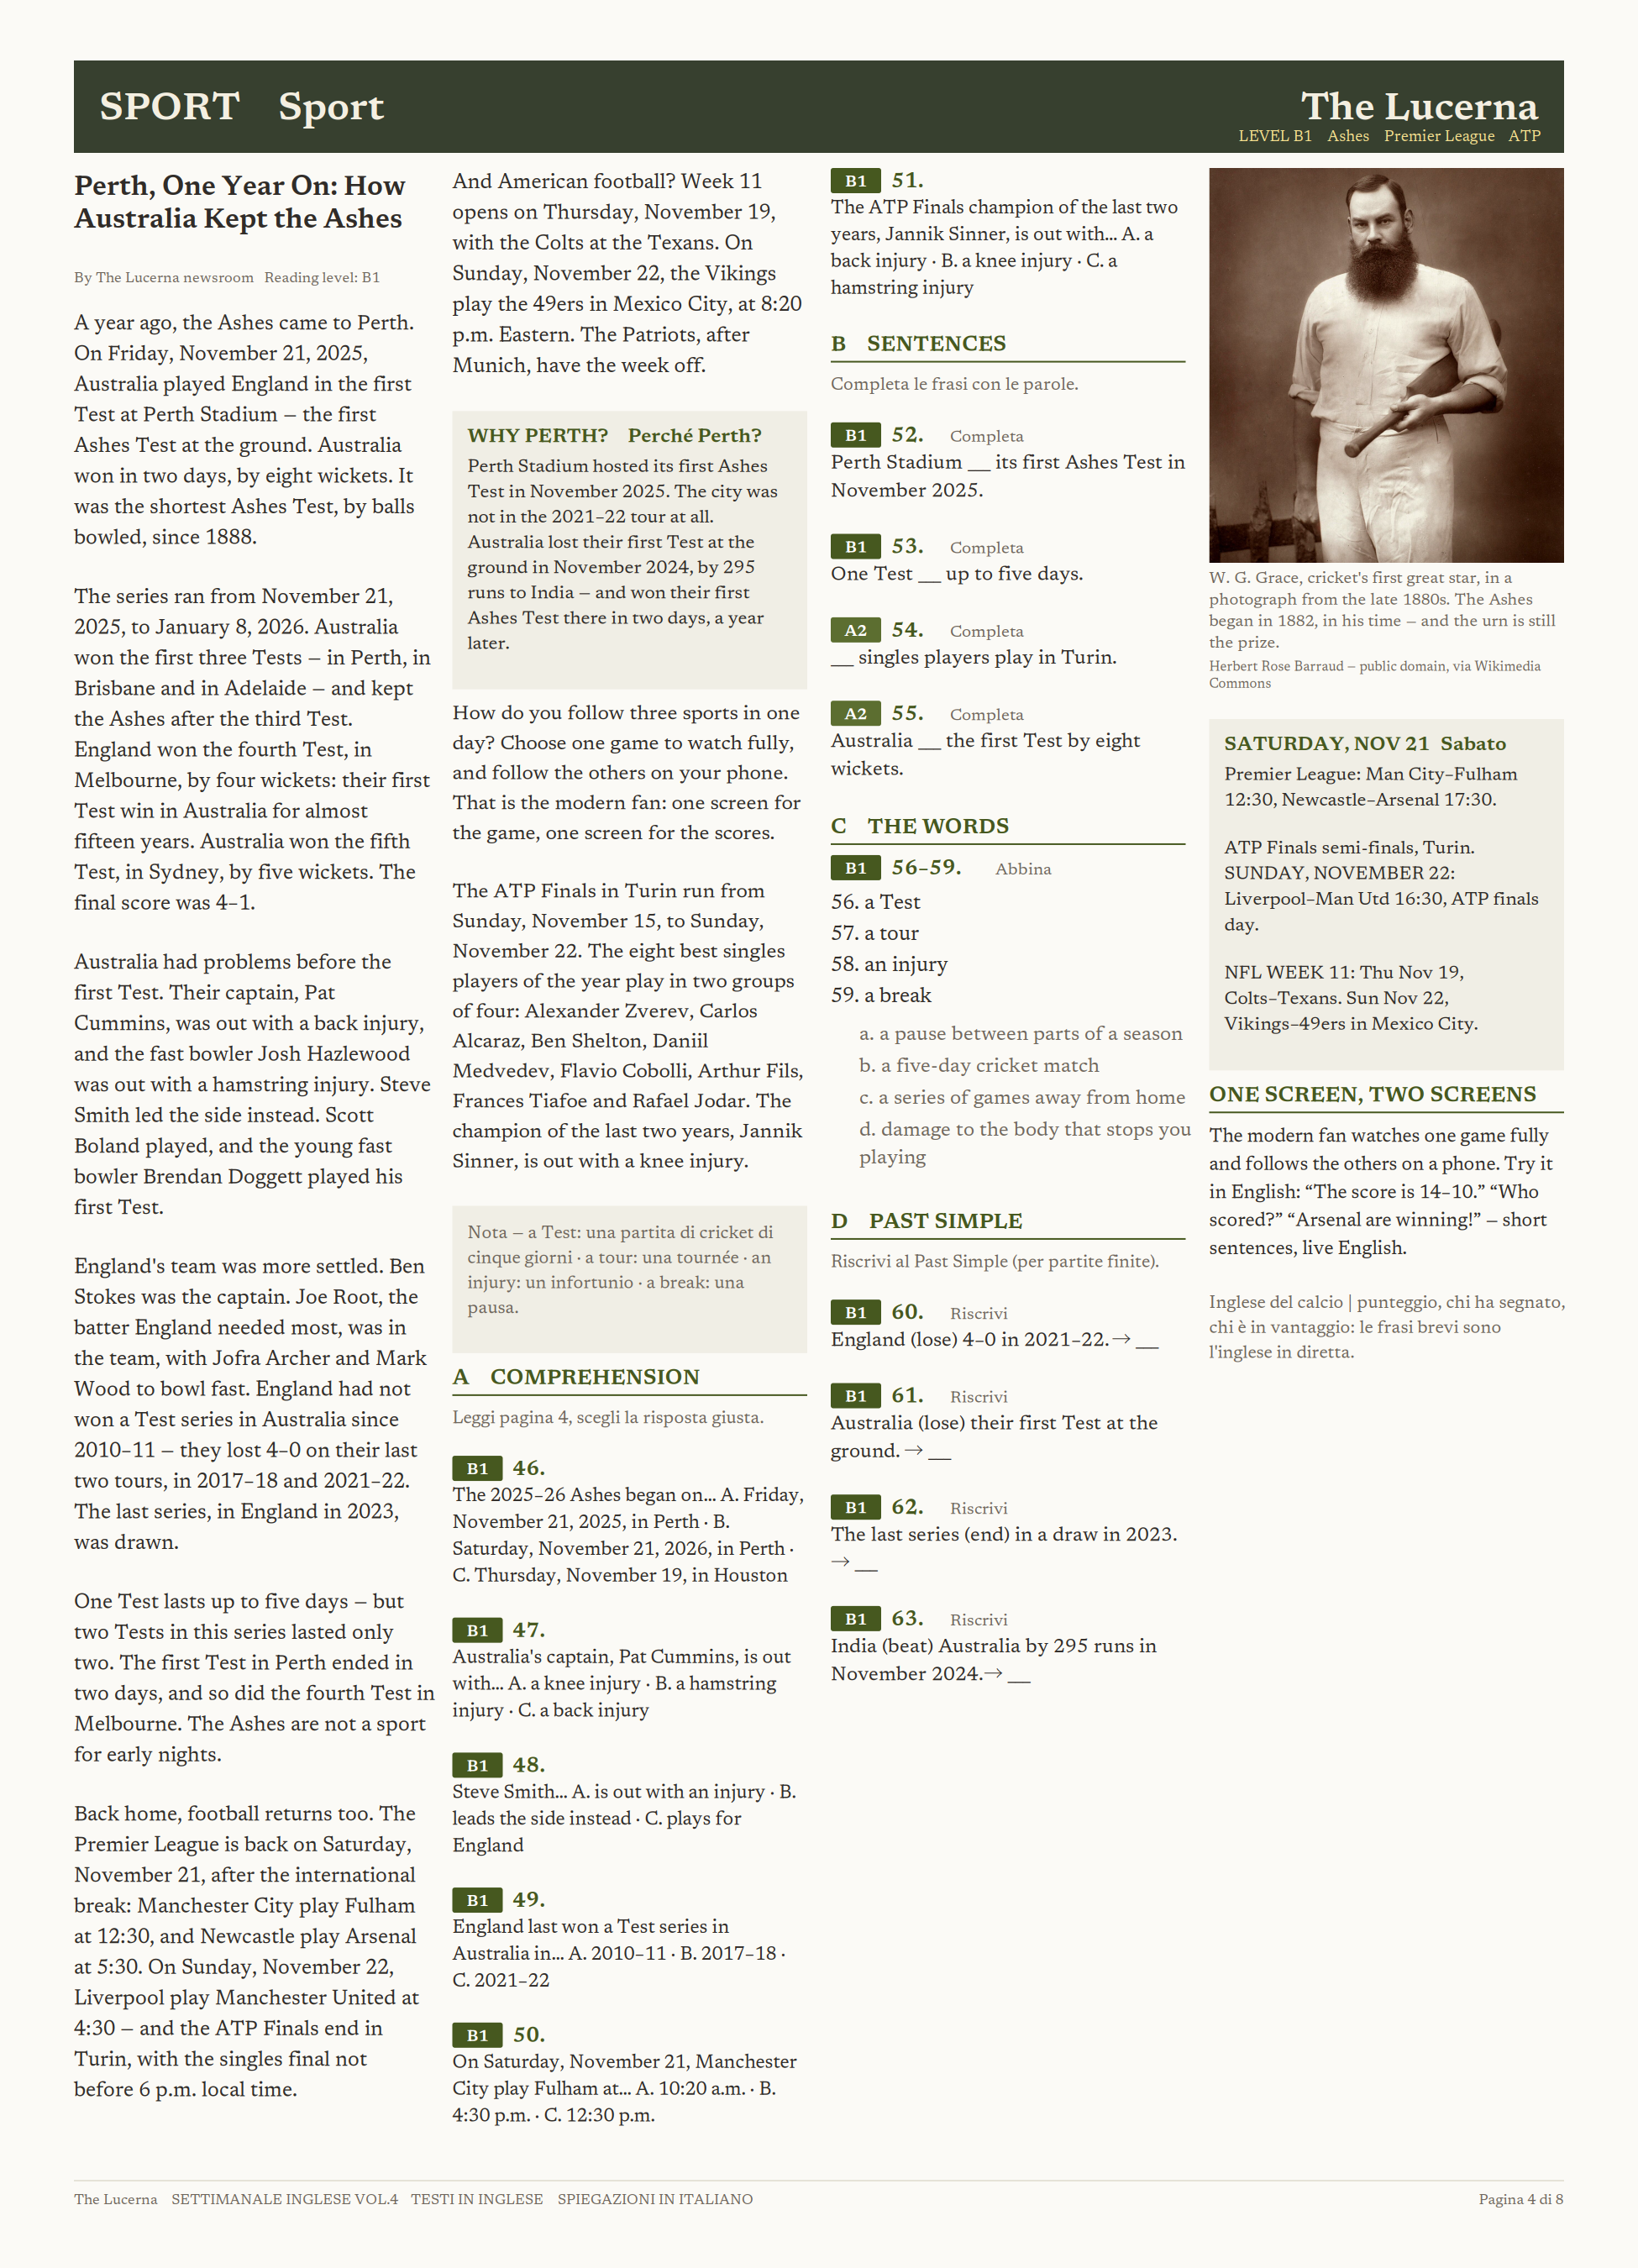 SPORT Sport
The Lucerna
LEVEL B1 Ashes Premier League ATP
Perth, One Year On: How
Australia Kept the Ashes
By The Lucerna newsroom Reading level: B1
A year ago, the Ashes came to Perth.
On Friday, November 21, 2025,
Australia played England in the first
Test at Perth Stadium – the first
Ashes Test at the ground. Australia
won in two days, by eight wickets. It
was the shortest Ashes Test, by balls
bowled, since 1888.
The series ran from November 21,
2025, to January 8, 2026. Australia
won the first three Tests – in Perth, in
Brisbane and in Adelaide – and kept
the Ashes after the third Test.
England won the fourth Test, in
Melbourne, by four wickets: their first
Test win in Australia for almost
fifteen years. Australia won the fifth
Test, in Sydney, by five wickets. The
final score was 4–1.
Australia had problems before the
first Test. Their captain, Pat
Cummins, was out with a back injury,
and the fast bowler Josh Hazlewood
was out with a hamstring injury. Steve
Smith led the side instead. Scott
Boland played, and the young fast
bowler Brendan Doggett played his
first Test.
England's team was more settled. Ben
Stokes was the captain. Joe Root, the
batter England needed most, was in
the team, with Jofra Archer and Mark
Wood to bowl fast. England had not
won a Test series in Australia since
2010–11 – they lost 4–0 on their last
two tours, in 2017–18 and 2021–22.
The last series, in England in 2023,
was drawn.
One Test lasts up to five days – but
two Tests in this series lasted only
two. The first Test in Perth ended in
two days, and so did the fourth Test in
Melbourne. The Ashes are not a sport
for early nights.
Back home, football returns too. The
Premier League is back on Saturday,
November 21, after the international
break: Manchester City play Fulham
at 12:30, and Newcastle play Arsenal
at 5:30. On Sunday, November 22,
Liverpool play Manchester United at
4:30 – and the ATP Finals end in
Turin, with the singles final not
before 6 p.m. local time.
And American football? Week 11
opens on Thursday, November 19,
with the Colts at the Texans. On
Sunday, November 22, the Vikings
play the 49ers in Mexico City, at 8:20
p.m. Eastern. The Patriots, after
Munich, have the week off.
WHY PERTH? Perché Perth?
Perth Stadium hosted its first Ashes
Test in November 2025. The city was
not in the 2021–22 tour at all.
Australia lost their first Test at the
ground in November 2024, by 295
runs to India – and won their first
Ashes Test there in two days, a year
later.
How do you follow three sports in one
day? Choose one game to watch fully,
and follow the others on your phone.
That is the modern fan: one screen for
the game, one screen for the scores.
The ATP Finals in Turin run from
Sunday, November 15, to Sunday,
November 22. The eight best singles
players of the year play in two groups
of four: Alexander Zverev, Carlos
Alcaraz, Ben Shelton, Daniil
Medvedev, Flavio Cobolli, Arthur Fils,
Frances Tiafoe and Rafael Jodar. The
champion of the last two years, Jannik
Sinner, is out with a knee injury.
Nota – a Test: una partita di cricket di
cinque giorni · a tour: una tournée · an
injury: un infortunio · a break: una
pausa.
A COMPREHENSION
Leggi pagina 4, scegli la risposta giusta.
B1 46.
The 2025–26 Ashes began on... A. Friday,
November 21, 2025, in Perth · B.
Saturday, November 21, 2026, in Perth ·
C. Thursday, November 19, in Houston
B1 47.
Australia's captain, Pat Cummins, is out
with... A. a knee injury · B. a hamstring
injury · C. a back injury
B1 48.
Steve Smith... A. is out with an injury · B.
leads the side instead · C. plays for
England
B1 49.
England last won a Test series in
Australia in... A. 2010–11 · B. 2017–18 ·
C. 2021–22
B1 50.
On Saturday, November 21, Manchester
City play Fulham at... A. 10:20 a.m. · B.
4:30 p.m. · C. 12:30 p.m.
B1 51.
The ATP Finals champion of the last two
years, Jannik Sinner, is out with... A. a
back injury · B. a knee injury · C. a
hamstring injury
B SENTENCES
Completa le frasi con le parole.
B1 52. Completa
Perth Stadium __ its first Ashes Test in
November 2025.
B1 53. Completa
One Test __ up to five days.
A2 54. Completa
__ singles players play in Turin.
A2 55. Completa
Australia __ the first Test by eight
wickets.
C THE WORDS
B1 56–59. Abbina
56. a Test
57. a tour
58. an injury
59. a break
a. a pause between parts of a season
b. a five-day cricket match
c. a series of games away from home
d. damage to the body that stops you
playing
D PAST SIMPLE
Riscrivi al Past Simple (per partite finite).
B1 60. Riscrivi
England (lose) 4–0 in 2021–22.→ __
B1 61. Riscrivi
Australia (lose) their first Test at the
ground. → __
B1 62. Riscrivi
The last series (end) in a draw in 2023.
→ __
B1 63. Riscrivi
India (beat) Australia by 295 runs in
November 2024.→ __
W. G. Grace, cricket's first great star, in a
photograph from the late 1880s. The Ashes
began in 1882, in his time – and the urn is still
the prize.
Herbert Rose Barraud – public domain, via Wikimedia
Commons
SATURDAY, NOV 21 Sabato
Premier League: Man City–Fulham
12:30, Newcastle–Arsenal 17:30.
ATP Finals semi-finals, Turin.
SUNDAY, NOVEMBER 22:
Liverpool–Man Utd 16:30, ATP finals
day.
NFL WEEK 11: Thu Nov 19,
Colts–Texans. Sun Nov 22,
Vikings–49ers in Mexico City.
ONE SCREEN, TWO SCREENS
The modern fan watches one game fully
and follows the others on a phone. Try it
in English: “The score is 14–10.” “Who
scored?” “Arsenal are winning!” – short
sentences, live English.
Inglese del calcio | punteggio, chi ha segnato,
chi è in vantaggio: le frasi brevi sono
l'inglese in diretta.
The Lucerna SETTIMANALE INGLESE VOL.4 TESTI IN INGLESE SPIEGAZIONI IN ITALIANO
Pagina 4 di 8